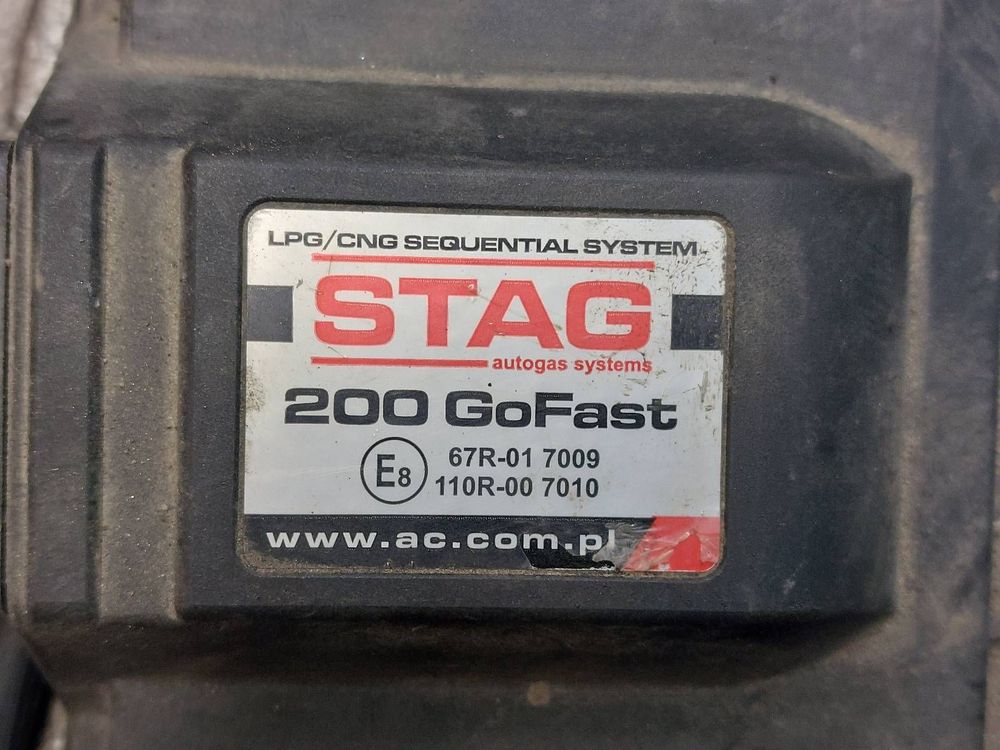 LPG/CNG SEQUENTIAL SYSTEM
STAG
autogas systems
200 GoFast
E8 67R-01 7009
110R-00 7010
www.ac.com.pl